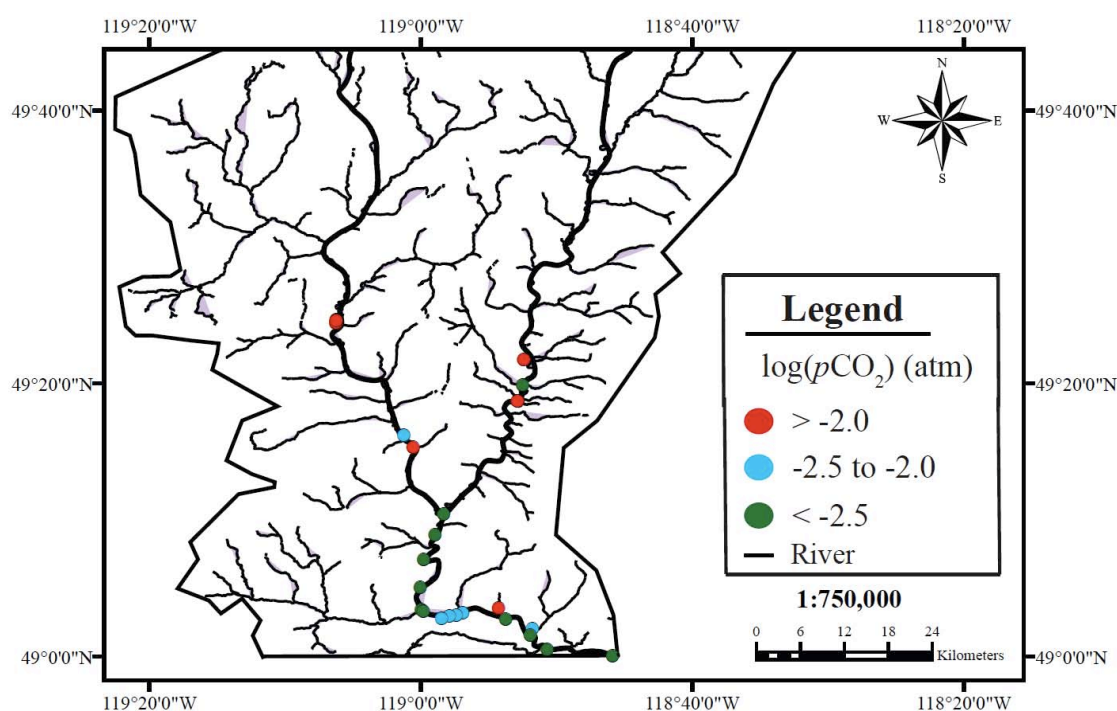 119°20'0"W 119°0'0"W 118°40'0"W 118°20'0"W
N
49°40'0"N W E 49°40'0"N
S
Legend
log(pCO₂) (atm)
49°20'0"N 49°20'0"N
> -2.0
-2.5 to -2.0
< -2.5
River
1:750,000
0 6 12 18 24
Kilometers
49°0'0"N 49°0'0"N
119°20'0"W 119°0'0"W 118°40'0"W 118°20'0"W